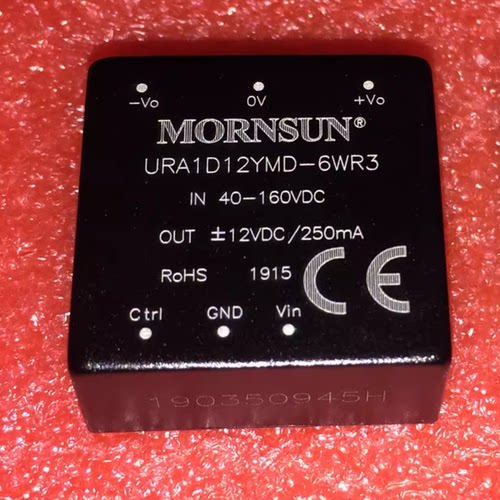 -Vo 0V +Vo
MORNSUN®
URA1D12YMD-6WR3
IN 40-160VDC
OUT ±12VDC/250mA
RoHS 1915 CE
Ctrl GND Vin
190350945H